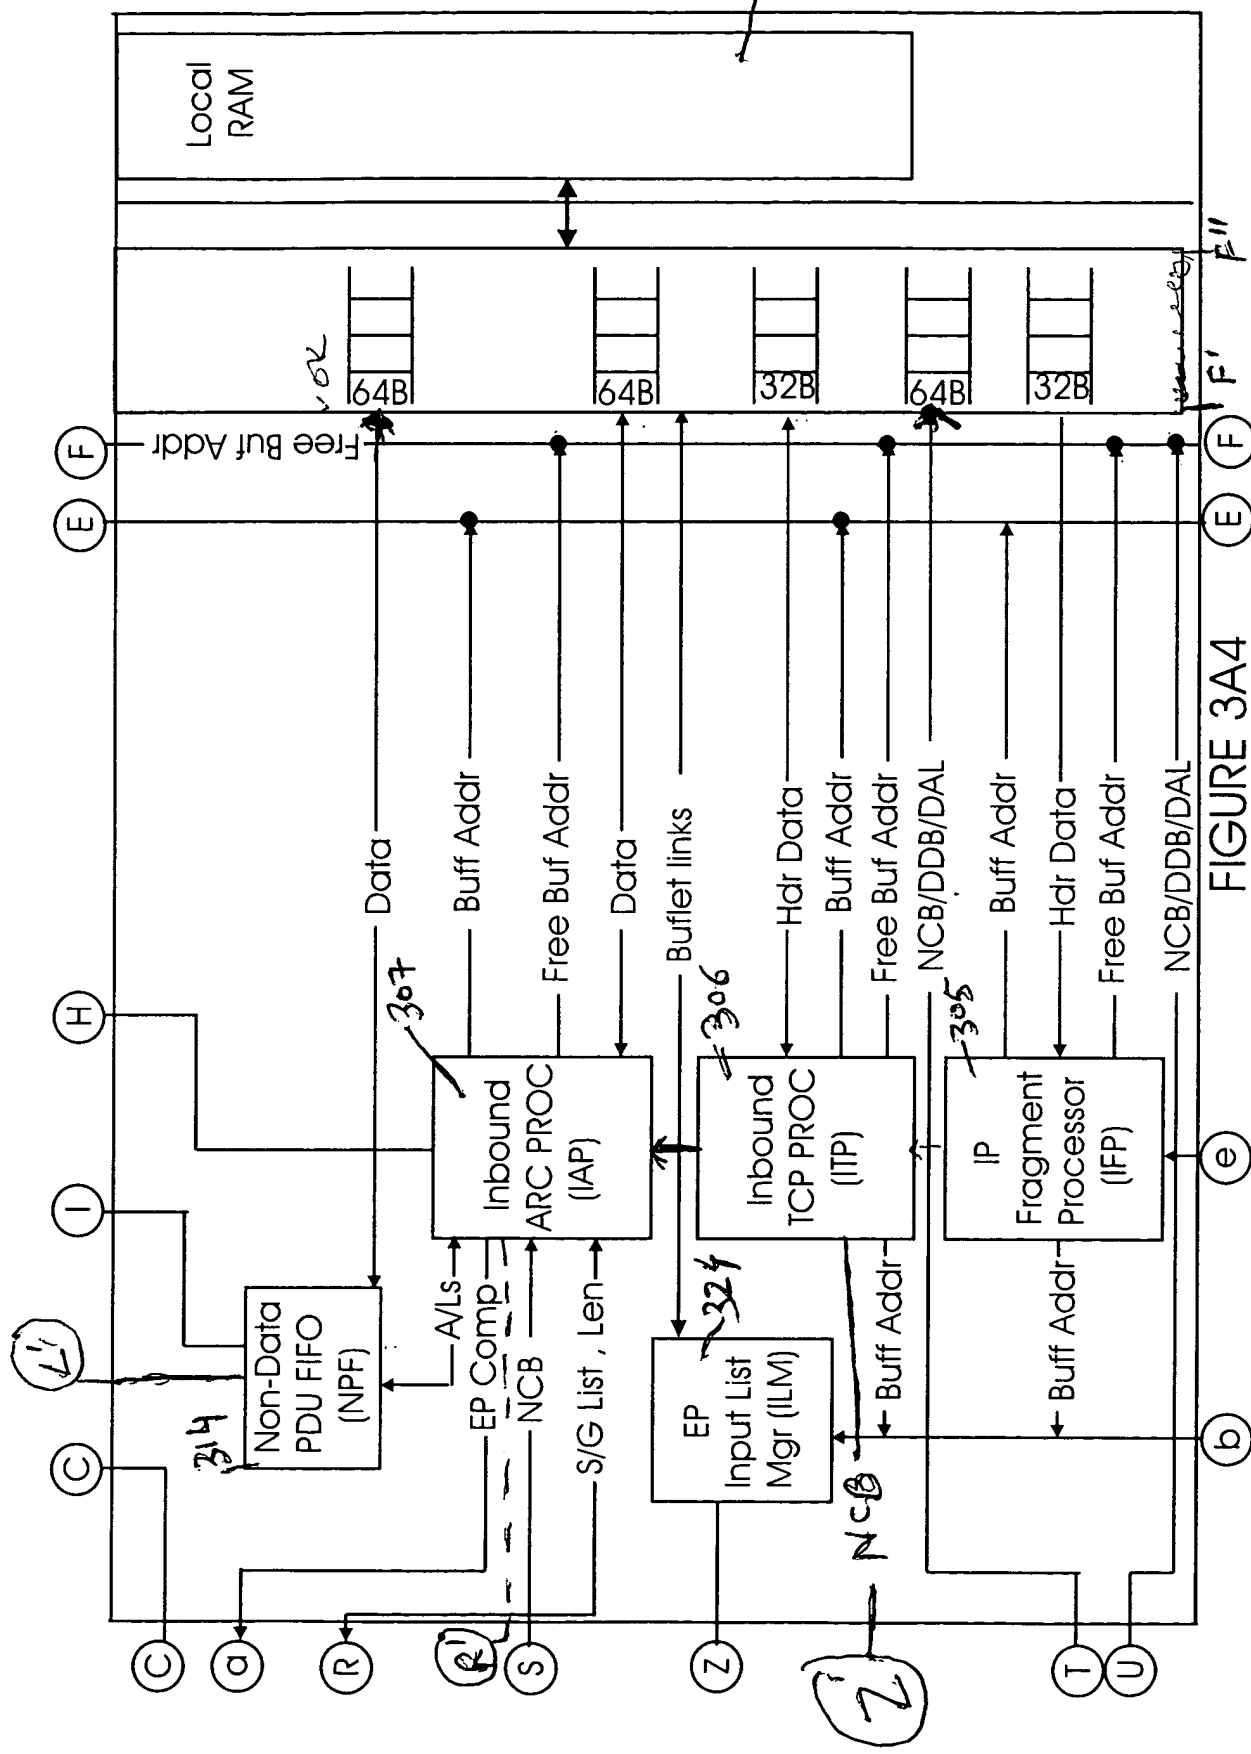 C
I
H
E
F
L'
314
Non-Data
PDU FIFO
(NPF)
Data
Free Buf Addr
OK
64B
Local
RAM
307
Inbound
ARC PROC
(IAP)
A/Ls
EP Comp
NCB
S/G List , Len
Buff Addr
Free Buf Addr
Data
64B
C
a
R
R'
S
324
EP
Input List
Mgr (ILM)
Buflet links
Z
306
Inbound
TCP PROC
(ITP)
Hdr Data
32B
Buff Addr
Free Buf Addr
Buff Addr
NCB
Z'
NCB/DDB/DAL
64B
305
IP
Fragment
Processor
(IFP)
Buff Addr
Hdr Data
32B
Free Buf Addr
Buff Addr
NCB/DDB/DAL
T
U
b
e
E
F
F'
F"
FIGURE 3A4